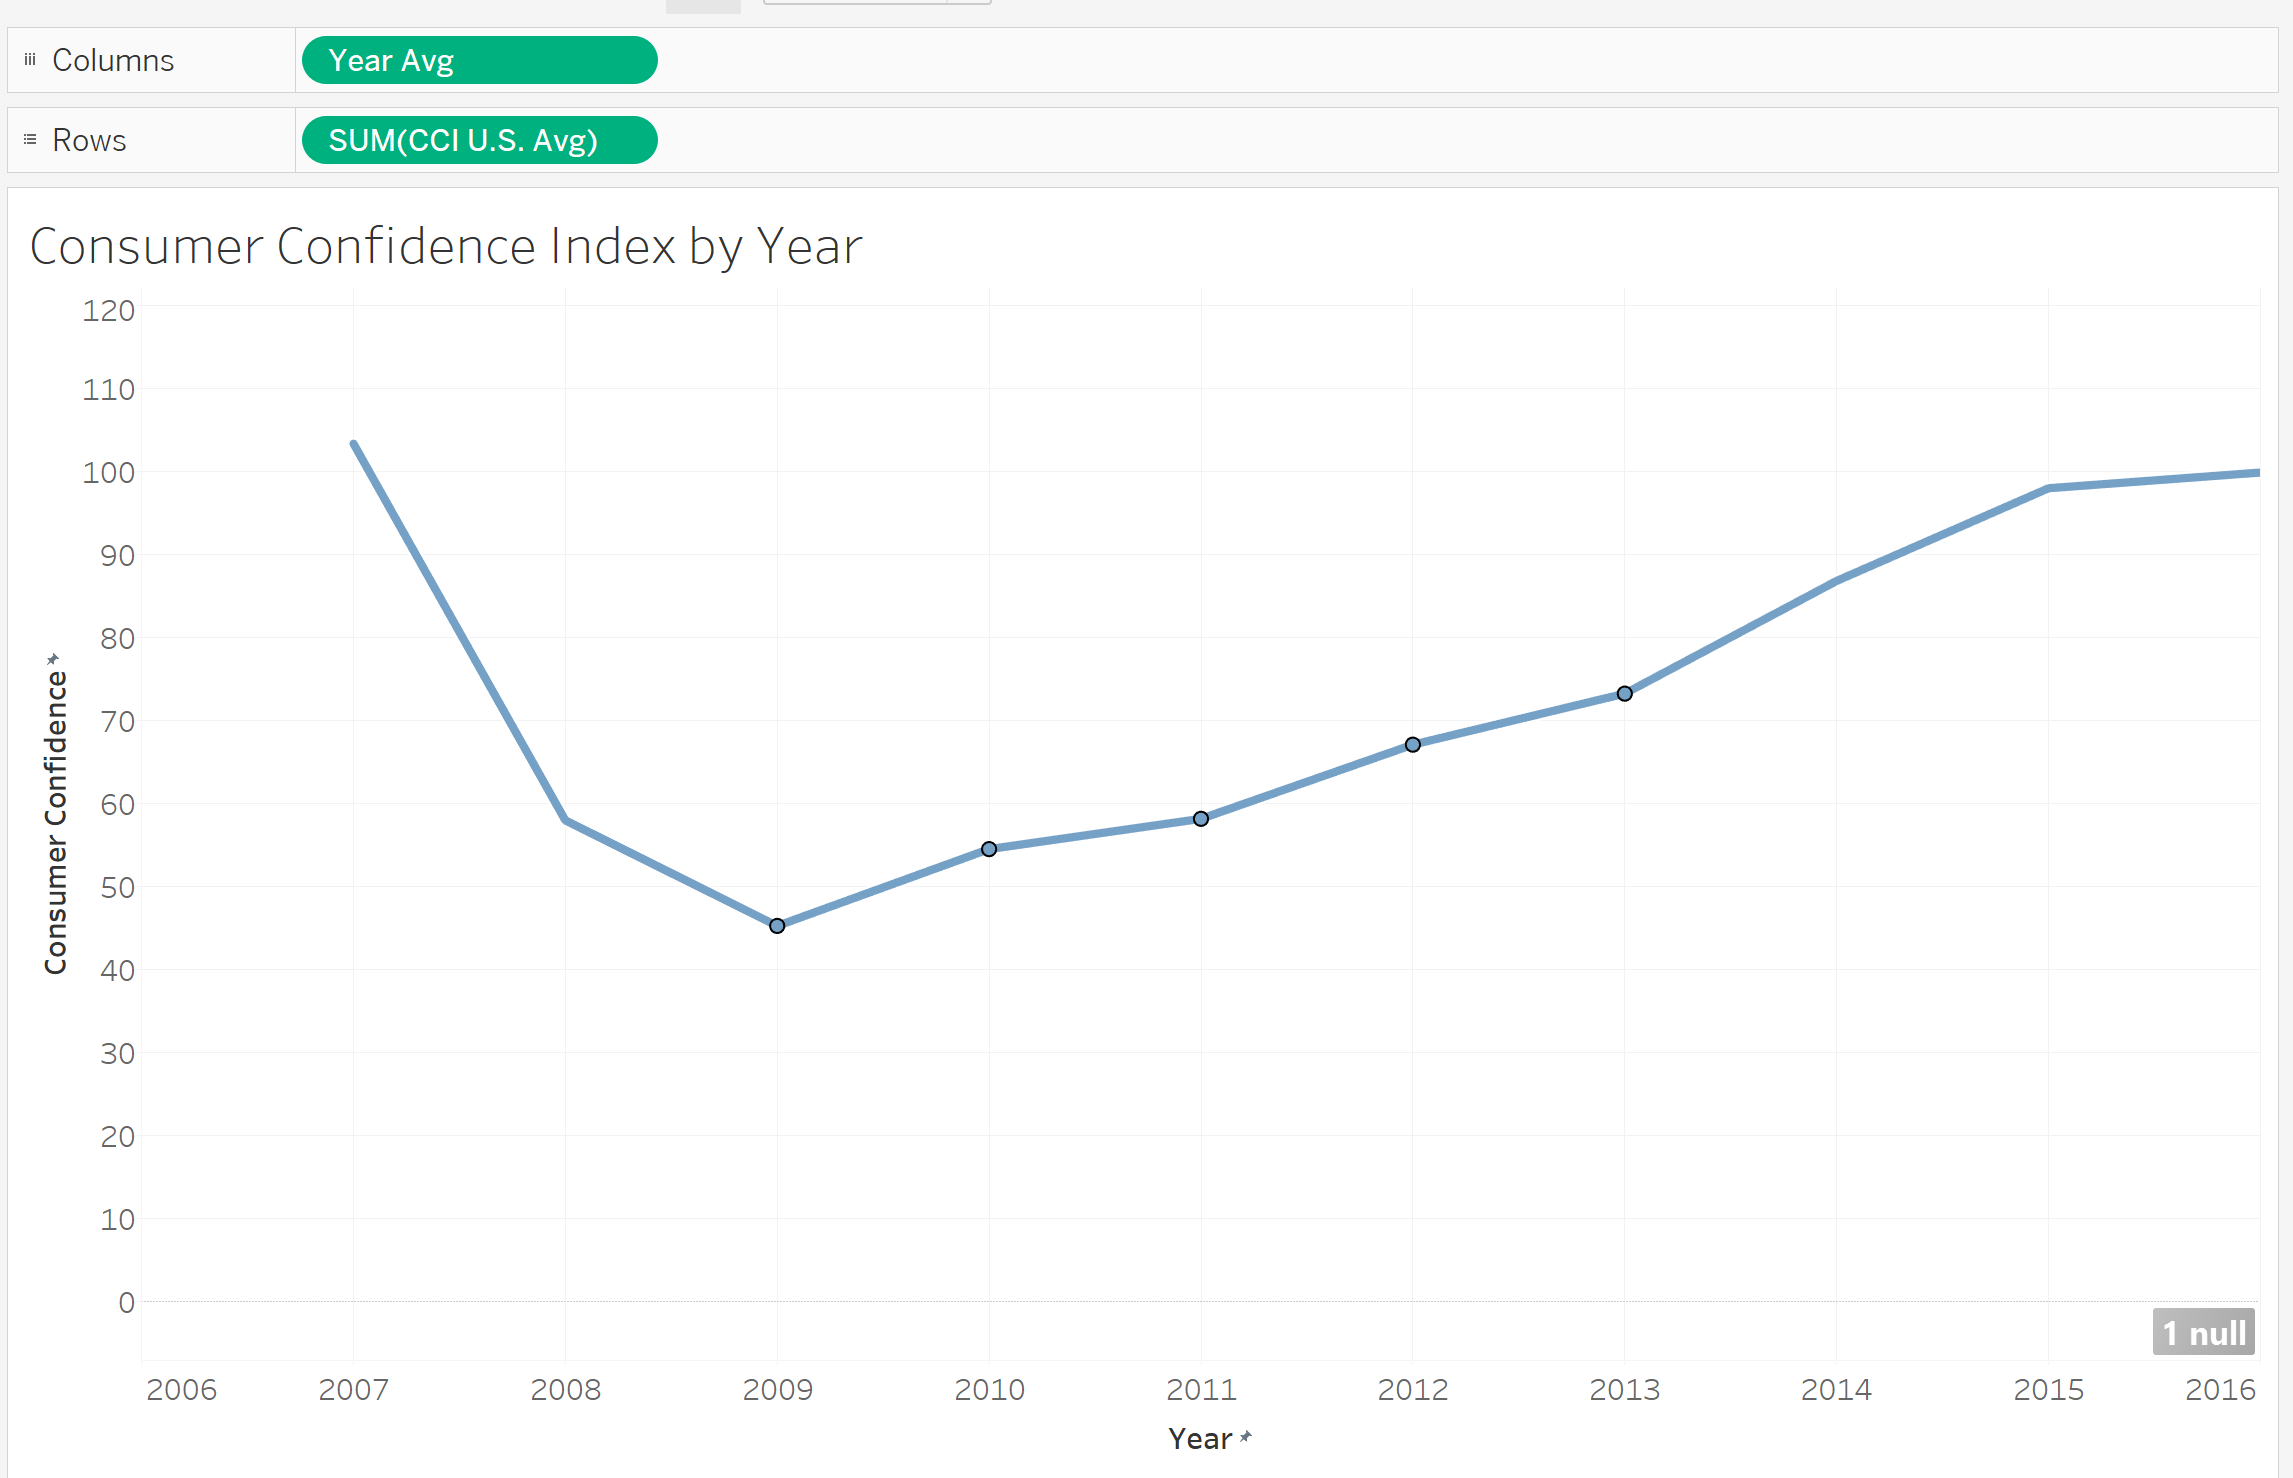 Columns
Year Avg
Rows
SUM(CCI U.S. Avg)
Consumer Confidence Index by Year
120
110
100
90
80
70
60
50
40
30
20
10
0
Consumer Confidence
1 null
2006 2007 2008 2009 2010 2011 2012 2013 2014 2015 2016
Year